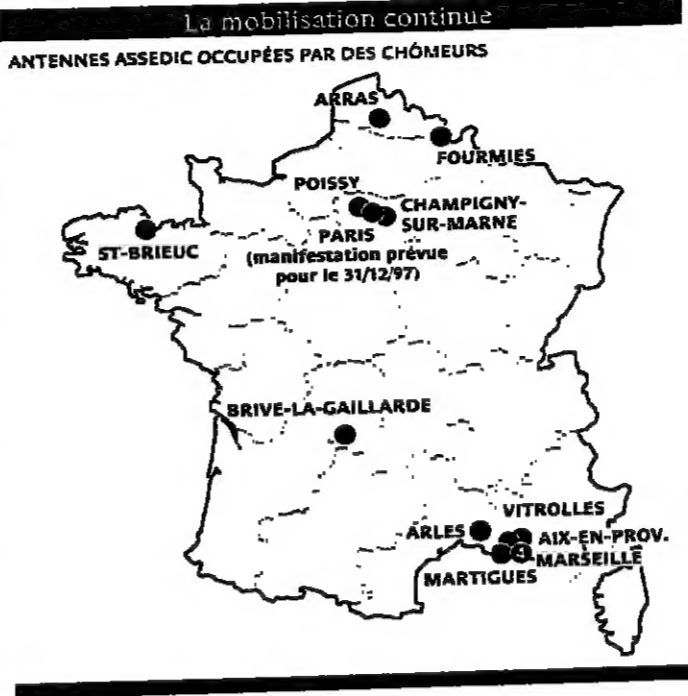 La mobilisation continue
ANTENNES ASSEDIC OCCUPÉES PAR DES CHÔMEURS
ARRAS
FOURMIES
POISSY
CHAMPIGNY-
SUR-MARNE
PARIS
(manifestation prévue
pour le 31/12/97)
ST-BRIEUC
BRIVE-LA-GAILLARDE
VITROLLES
ARLES
AIX-EN-PROV.
4
MARSEILLE
MARTIGUES